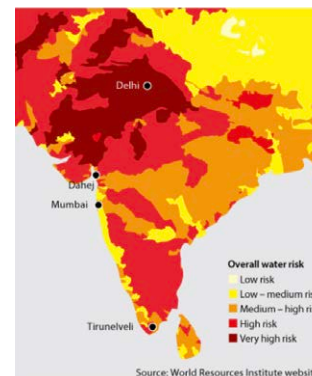 Delhi
Dahej
Mumbai
Tirunelveli
Overall water risk
Low risk
Low – medium ris
Medium – high ris
High risk
Very high risk
Source: World Resources Institute websit